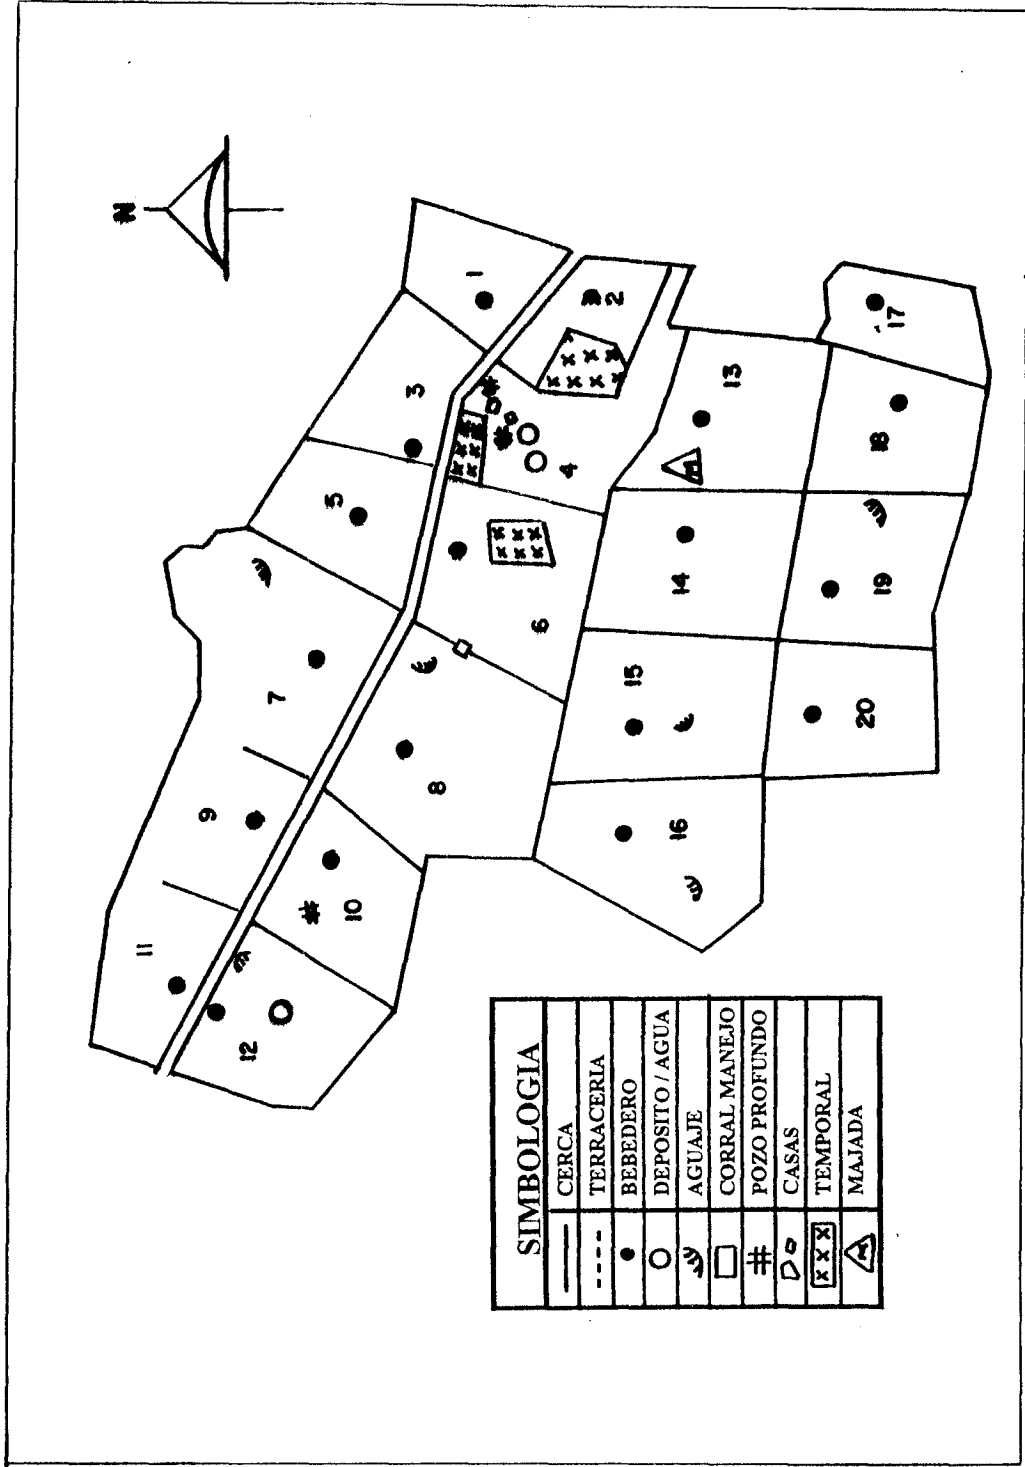 N
1
2
3
4
5
6
7
8
9
10
11
12
13
14
15
16
17
18
19
20
M
SIMBOLOGIA
CERCA
TERRACERIA
BEBEDERO
DEPOSITO / AGUA
AGUAJE
CORRAL MANEJO
POZO PROFUNDO
CASAS
x x x TEMPORAL
M MAJADA